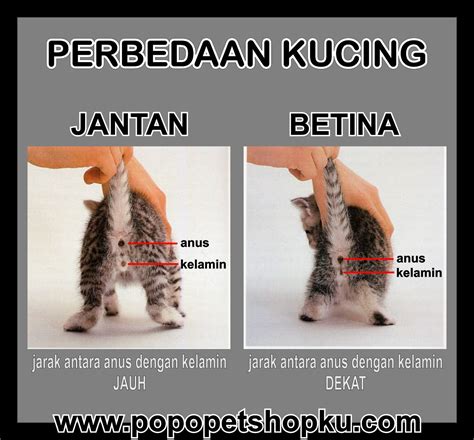 PERBEDAAN KUCING
JANTAN
BETINA
anus
kelamin
anus
kelamin
jarak antara anus dengan kelamin
JAUH
jarak antara anus dengan kelamin
DEKAT
www.popopetshopku.com